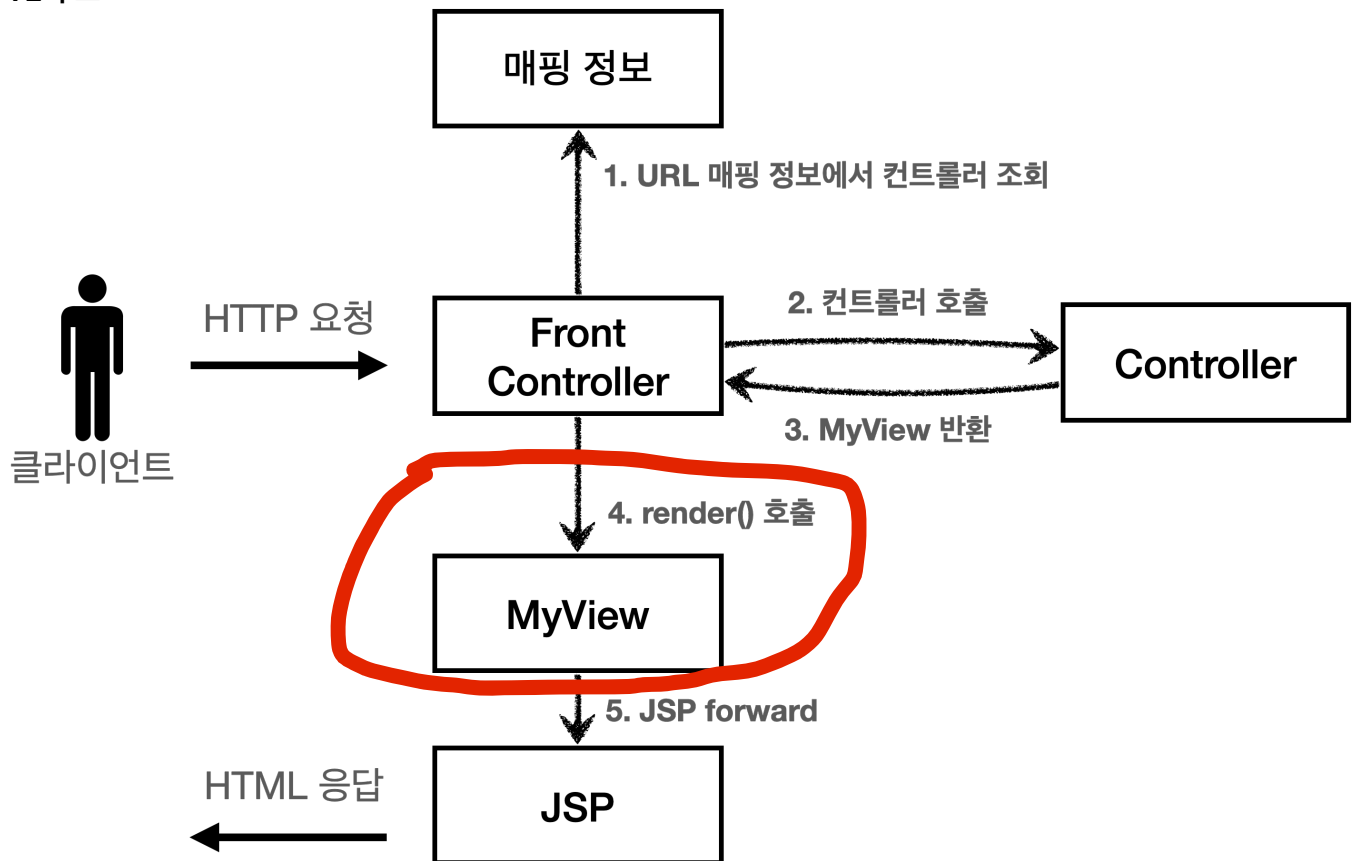 매핑 정보
1. URL 매핑 정보에서 컨트롤러 조회
HTTP 요청
Front
Controller
2. 컨트롤러 호출
Controller
3. MyView 반환
클라이언트
4. render() 호출
MyView
5. JSP forward
HTML 응답
JSP